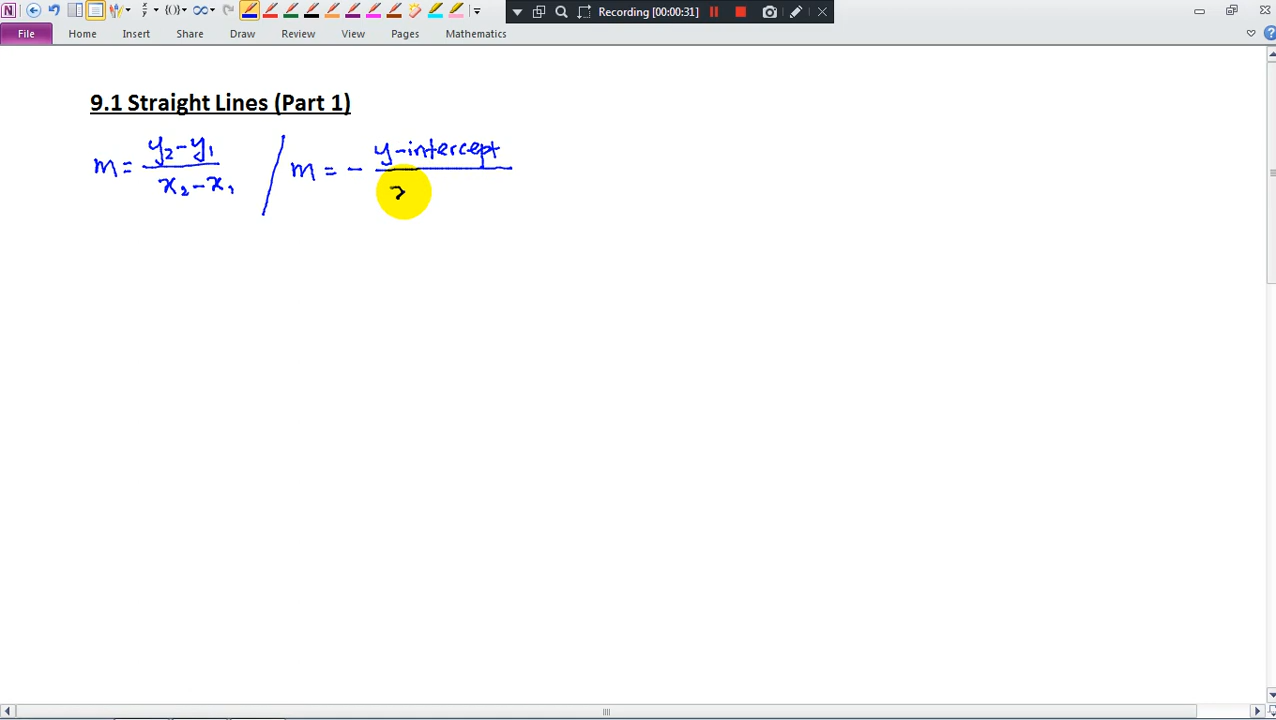 Recording [00:00:31]
File Home Insert Share Draw Review View Pages Mathematics
9.1 Straight Lines (Part 1)
m = (y₂ - y₁)/(x₂ - x₁) / m = - y-intercept